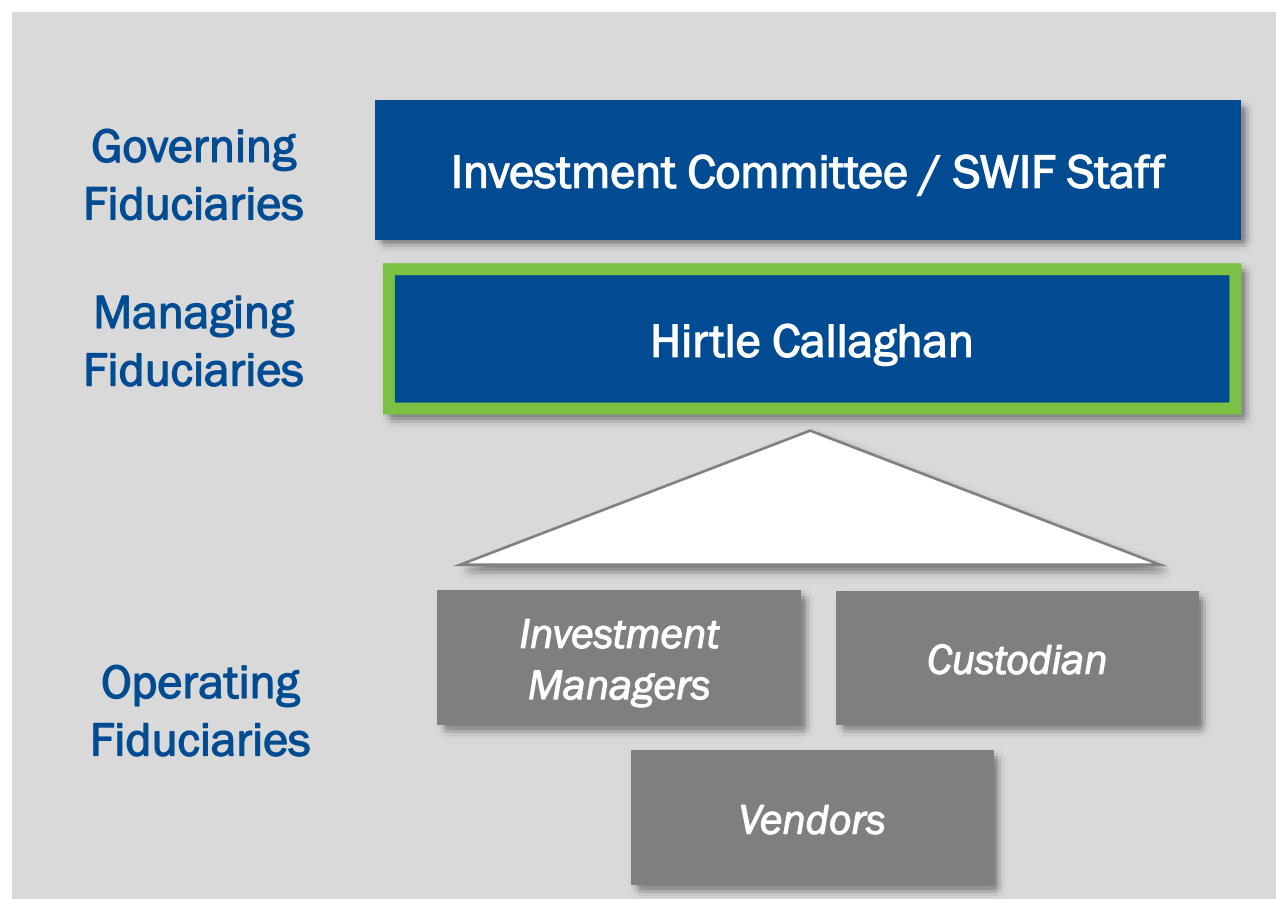 Governing
Fiduciaries
Investment Committee / SWIF Staff
Managing
Fiduciaries
Hirtle Callaghan
Operating
Fiduciaries
Investment
Managers
Custodian
Vendors